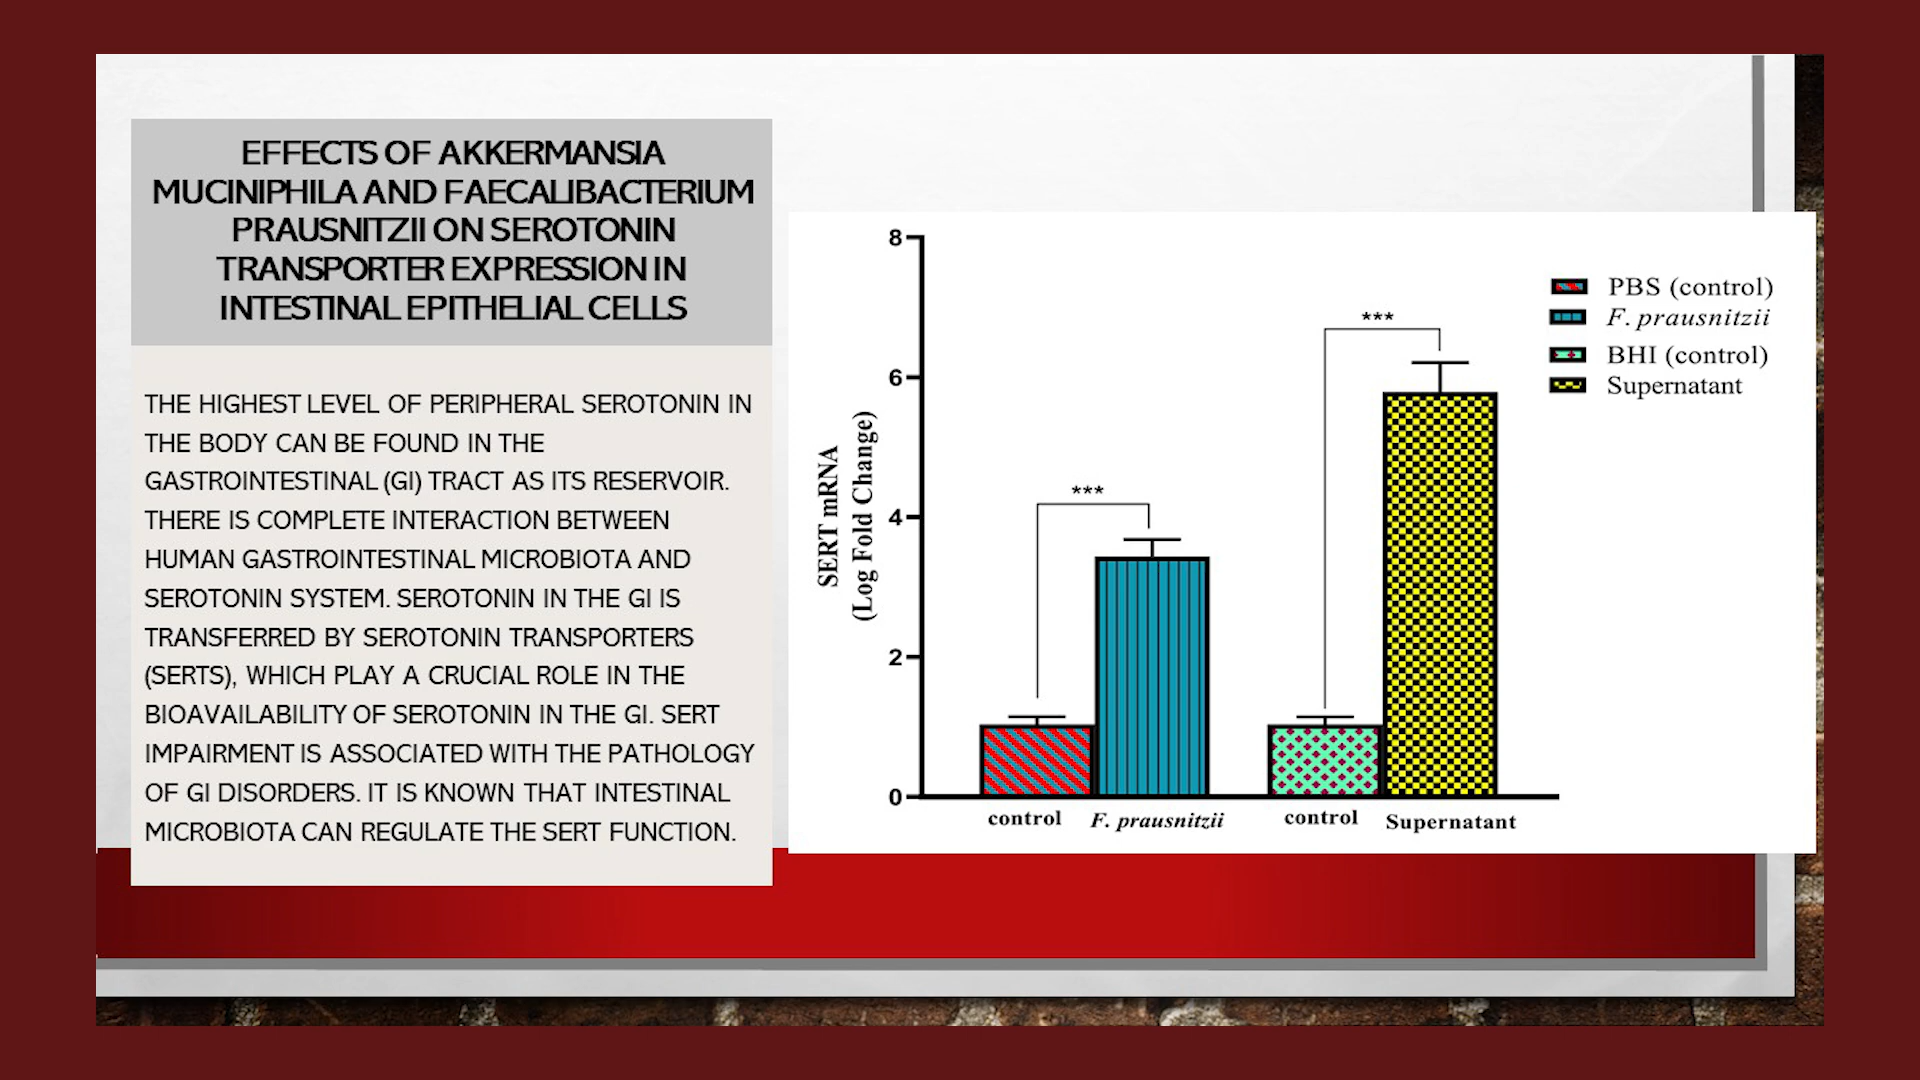 EFFECTS OF AKKERMANSIA
MUCINIPHILA AND FAECALIBACTERIUM
PRAUSNITZII ON SEROTONIN
TRANSPORTER EXPRESSION IN
INTESTINAL EPITHELIAL CELLS
THE HIGHEST LEVEL OF PERIPHERAL SEROTONIN IN
THE BODY CAN BE FOUND IN THE
GASTROINTESTINAL (GI) TRACT AS ITS RESERVOIR.
THERE IS COMPLETE INTERACTION BETWEEN
HUMAN GASTROINTESTINAL MICROBIOTA AND
SEROTONIN SYSTEM. SEROTONIN IN THE GI IS
TRANSFERRED BY SEROTONIN TRANSPORTERS
(SERTS), WHICH PLAY A CRUCIAL ROLE IN THE
BIOAVAILABILITY OF SEROTONIN IN THE GI. SERT
IMPAIRMENT IS ASSOCIATED WITH THE PATHOLOGY
OF GI DISORDERS. IT IS KNOWN THAT INTESTINAL
MICROBIOTA CAN REGULATE THE SERT FUNCTION.
SERT mRNA
(Log Fold Change)
8
6
4
2
0
***
***
control
F. prausnitzii
control
Supernatant
PBS (control)
F. prausnitzii
BHI (control)
Supernatant